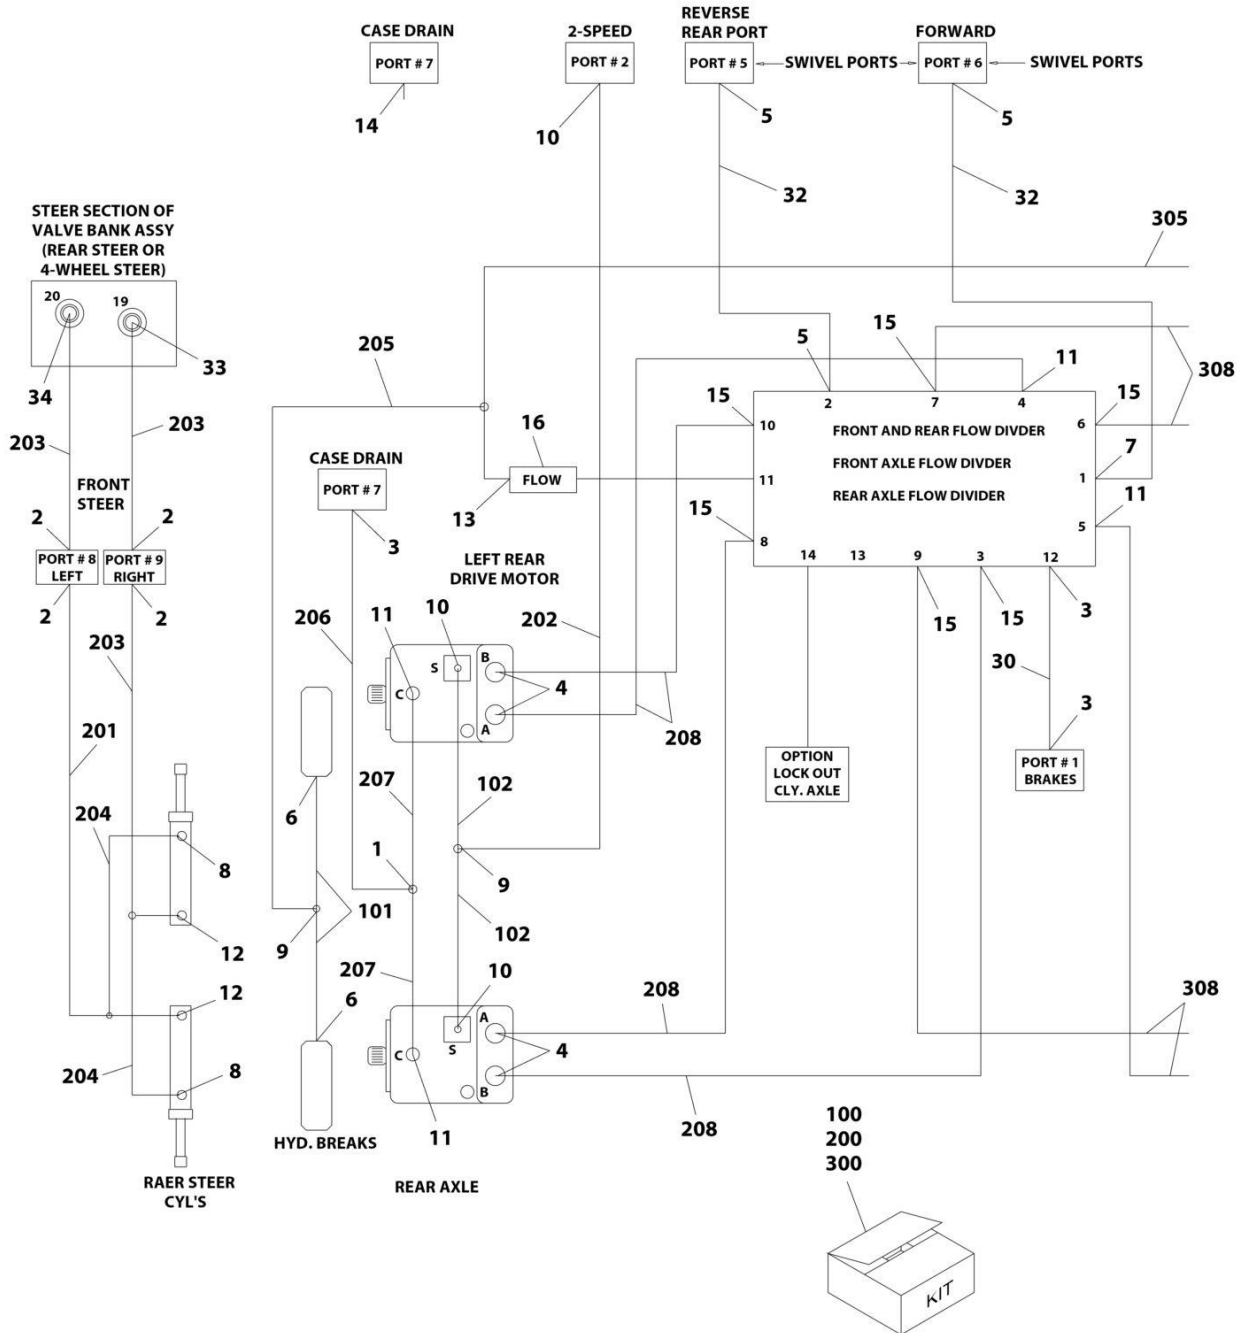 CASE DRAIN
PORT # 7
14
2-SPEED
PORT # 2
10
REVERSE
REAR PORT
PORT # 5
SWIVEL PORTS
FORWARD
PORT # 6
SWIVEL PORTS
5
5
32
32
305
STEER SECTION OF
VALVE BANK ASSY
(REAR STEER OR
4-WHEEL STEER)
20
19
34
33
203
203
FRONT
STEER
2
2
PORT # 8
LEFT
PORT # 9
RIGHT
2
2
203
201
204
8
12
12
204
8
RAER STEER
CYL'S
205
16
FLOW
13
CASE DRAIN
PORT # 7
3
206
LEFT REAR
DRIVE MOTOR
11
10
S
B
C
A
4
208
202
207
102
6
1
9
101
9
102
207
10
6
A
S
C
B
4
11
208
208
HYD. BREAKS
REAR AXLE
5
15
11
308
15
15
2
7
4
10
6
FRONT AND REAR FLOW DIVDER
FRONT AXLE FLOW DIVDER
REAR AXLE FLOW DIVIDER
7
11
1
11
15
8
5
14
13
9
3
12
15
15
3
30
3
OPTION
LOCK OUT
CLY. AXLE
PORT # 1
BRAKES
308
100
200
300
KIT